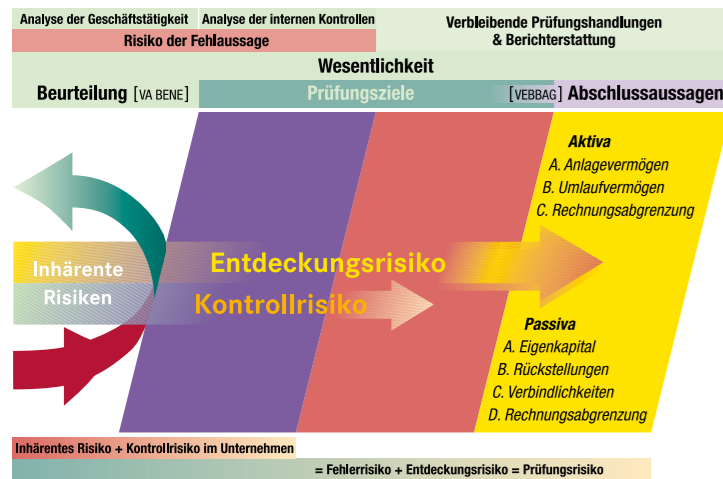 Analyse der Geschäftstätigkeit
Analyse der internen Kontrollen
Verbleibende Prüfungshandlungen
& Berichterstattung
Risiko der Fehlaussage
Wesentlichkeit
Beurteilung [VA BENE]
Prüfungsziele
[VEBBAG] Abschlussaussagen
Aktiva
A. Anlagevermögen
B. Umlaufvermögen
C. Rechnungsabgrenzung
Inhärente
Risiken
Entdeckungsrisiko
Kontrollrisiko
Passiva
A. Eigenkapital
B. Rückstellungen
C. Verbindlichkeiten
D. Rechnungsabgrenzung
Inhärentes Risiko + Kontrollrisiko im Unternehmen
= Fehlerrisiko + Entdeckungsrisiko = Prüfungsrisiko